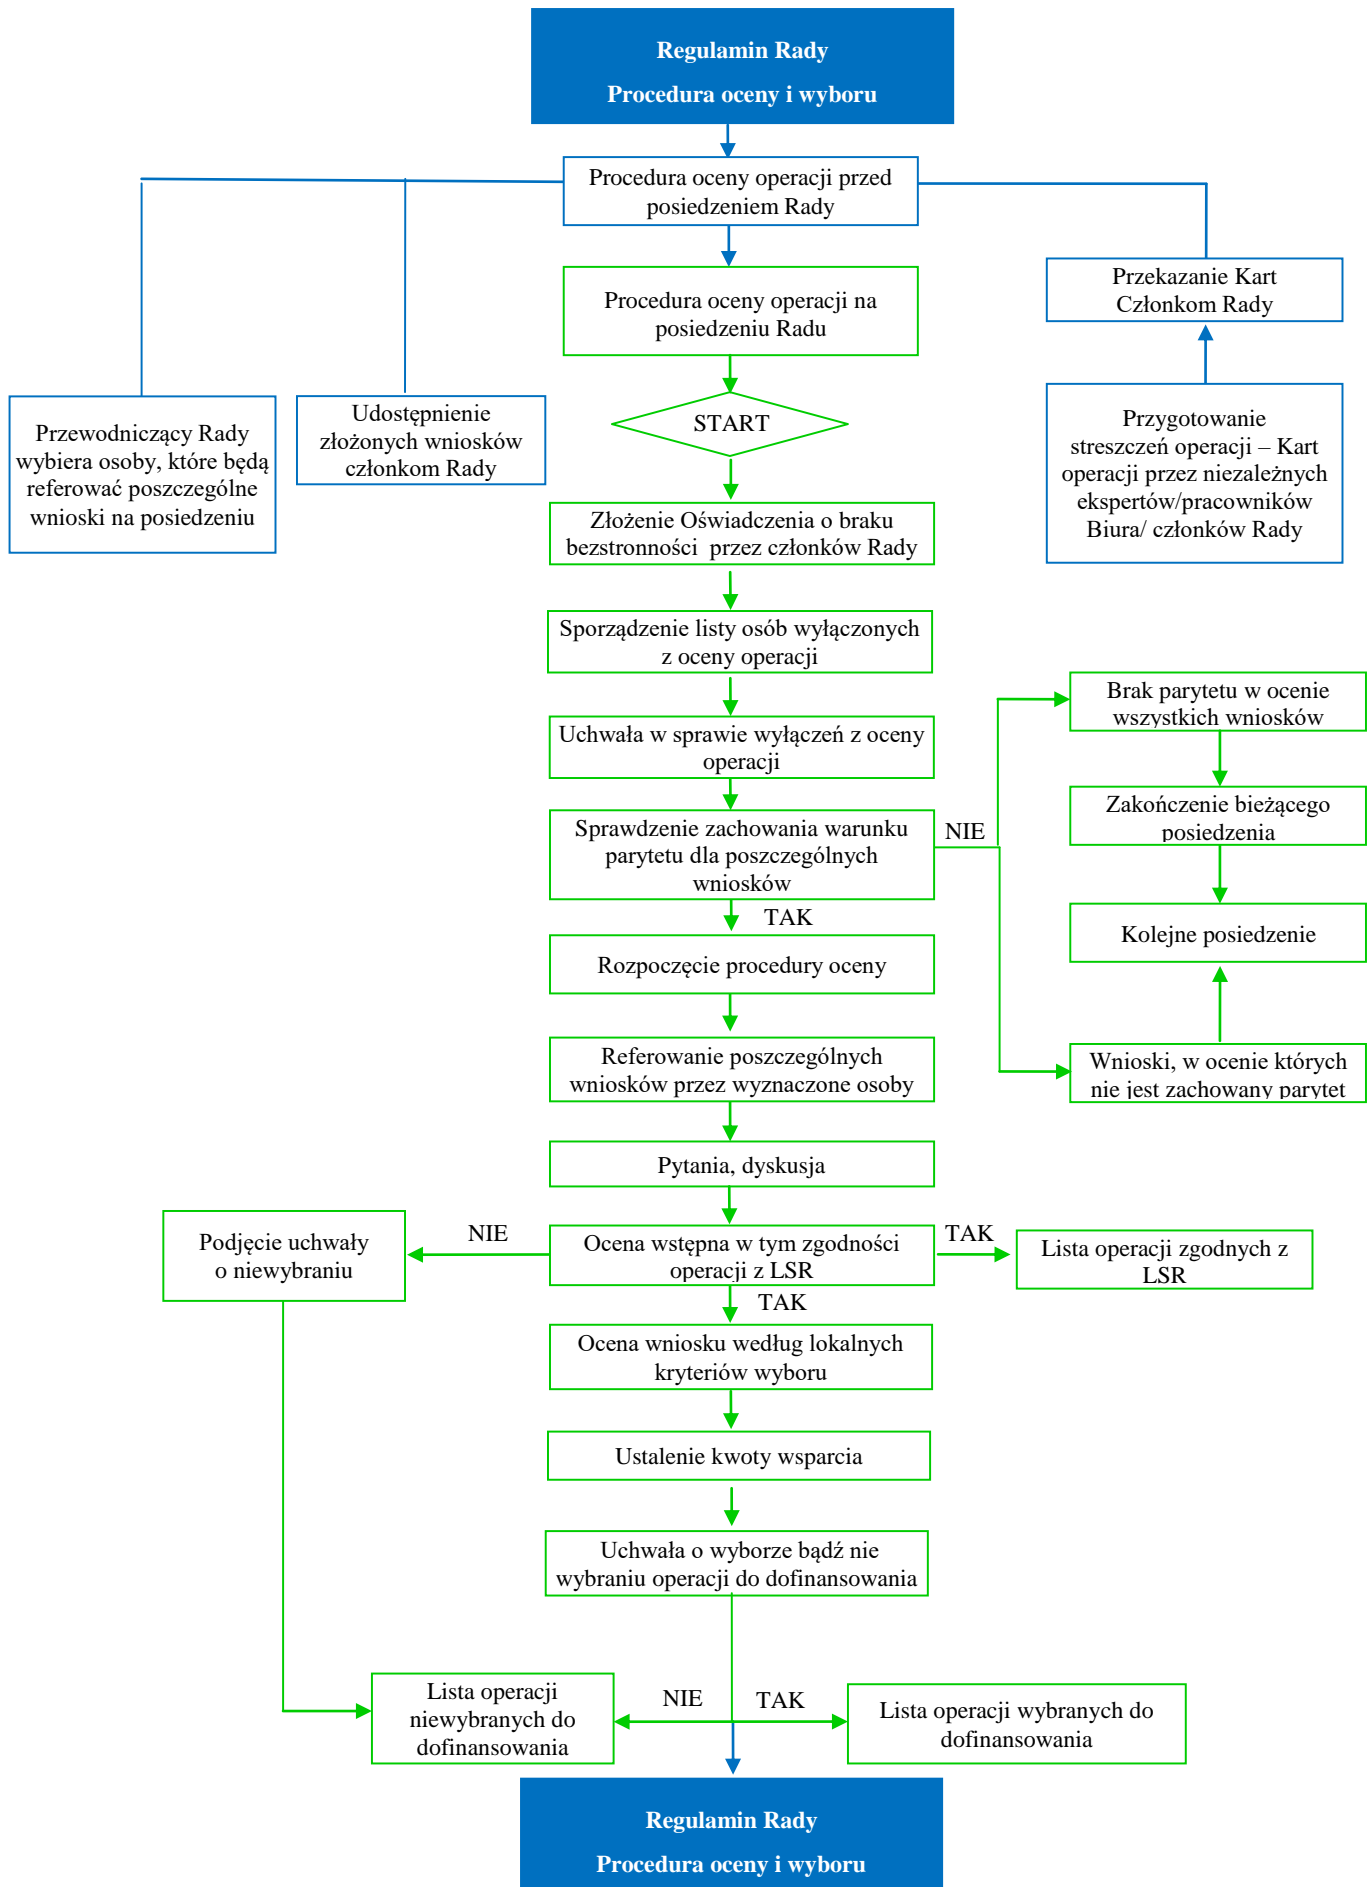 Regulamin Rady
Procedura oceny i wyboru
Procedura oceny operacji przed
posiedzeniem Rady
Procedura oceny operacji na
posiedzeniu Radu
Przekazanie Kart
Członkom Rady
START
Przewodniczący Rady
wybiera osoby, które będą
referować poszczególne
wnioski na posiedzeniu
Udostępnienie
złożonych wniosków
członkom Rady
Przygotowanie
streszczeń operacji – Kart
operacji przez niezależnych
ekspertów/pracowników
Biura/ członków Rady
Złożenie Oświadczenia o braku
bezstronności  przez członków Rady
Sporządzenie listy osób wyłączonych
z oceny operacji
Uchwała w sprawie wyłączeń z oceny
operacji
Sprawdzenie zachowania warunku
parytetu dla poszczególnych
wniosków
NIE
Brak parytetu w ocenie
wszystkich wniosków
Zakończenie bieżącego
posiedzenia
Kolejne posiedzenie
Wnioski, w ocenie których
nie jest zachowany parytet
TAK
Rozpoczęcie procedury oceny
Referowanie poszczególnych
wniosków przez wyznaczone osoby
Pytania, dyskusja
Ocena wstępna w tym zgodności
operacji z LSR
NIE
Podjęcie uchwały
o niewybraniu
TAK
Lista operacji zgodnych z
LSR
TAK
Ocena wniosku według lokalnych
kryteriów wyboru
Ustalenie kwoty wsparcia
Uchwała o wyborze bądź nie
wybraniu operacji do dofinansowania
NIE
TAK
Lista operacji
niewybranych do
dofinansowania
Lista operacji wybranych do
dofinansowania
Regulamin Rady
Procedura oceny i wyboru